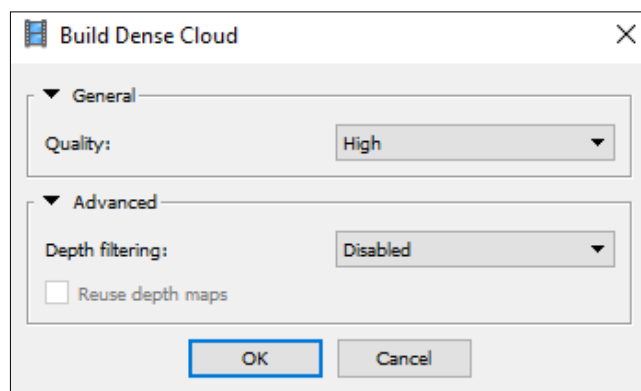 Build Dense Cloud
General
Quality: High
Advanced
Depth filtering: Disabled
Reuse depth maps
OK Cancel